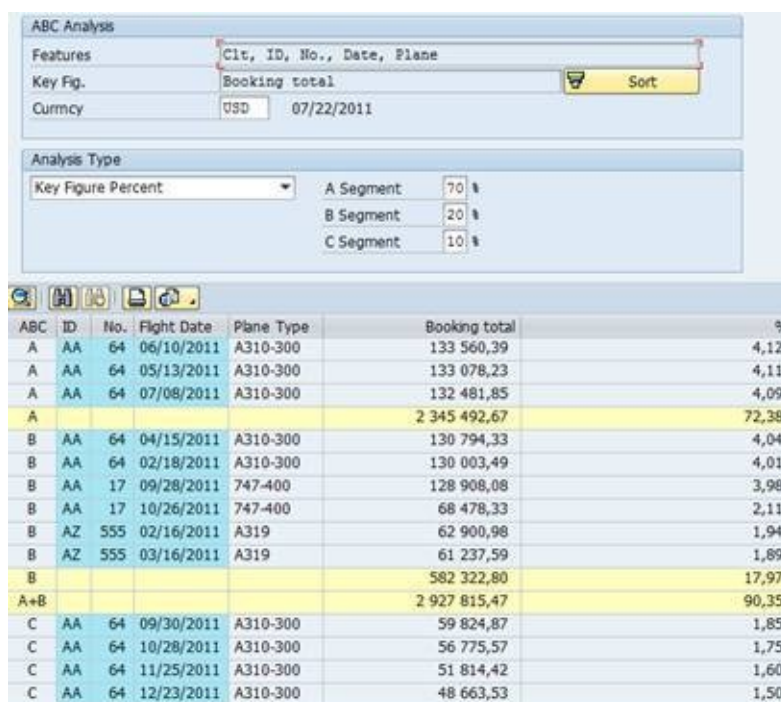 ABC Analysis
Features Clt, ID, No., Date, Plane
Key Fig. Booking total Sort
Currncy USD 07/22/2011
Analysis Type
Key Figure Percent A Segment 70 %
B Segment 20 %
C Segment 10 %
ABC ID No. Flight Date Plane Type Booking total
A AA 64 06/10/2011 A310-300 133 560,39 4,12
A AA 64 05/13/2011 A310-300 133 078,23 4,11
A AA 64 07/08/2011 A310-300 132 481,85 4,09
A 2 345 492,67 72,38
B AA 64 04/15/2011 A310-300 130 794,33 4,04
B AA 64 02/18/2011 A310-300 130 003,49 4,01
B AA 17 09/28/2011 747-400 128 908,08 3,98
B AA 17 10/26/2011 747-400 68 478,33 2,11
B AZ 555 02/16/2011 A319 62 900,98 1,94
B AZ 555 03/16/2011 A319 61 237,59 1,89
B 582 322,80 17,97
A+B 2 927 815,47 90,35
C AA 64 09/30/2011 A310-300 59 824,87 1,85
C AA 64 10/28/2011 A310-300 56 775,57 1,75
C AA 64 11/25/2011 A310-300 51 814,42 1,60
C AA 64 12/23/2011 A310-300 48 663,53 1,50